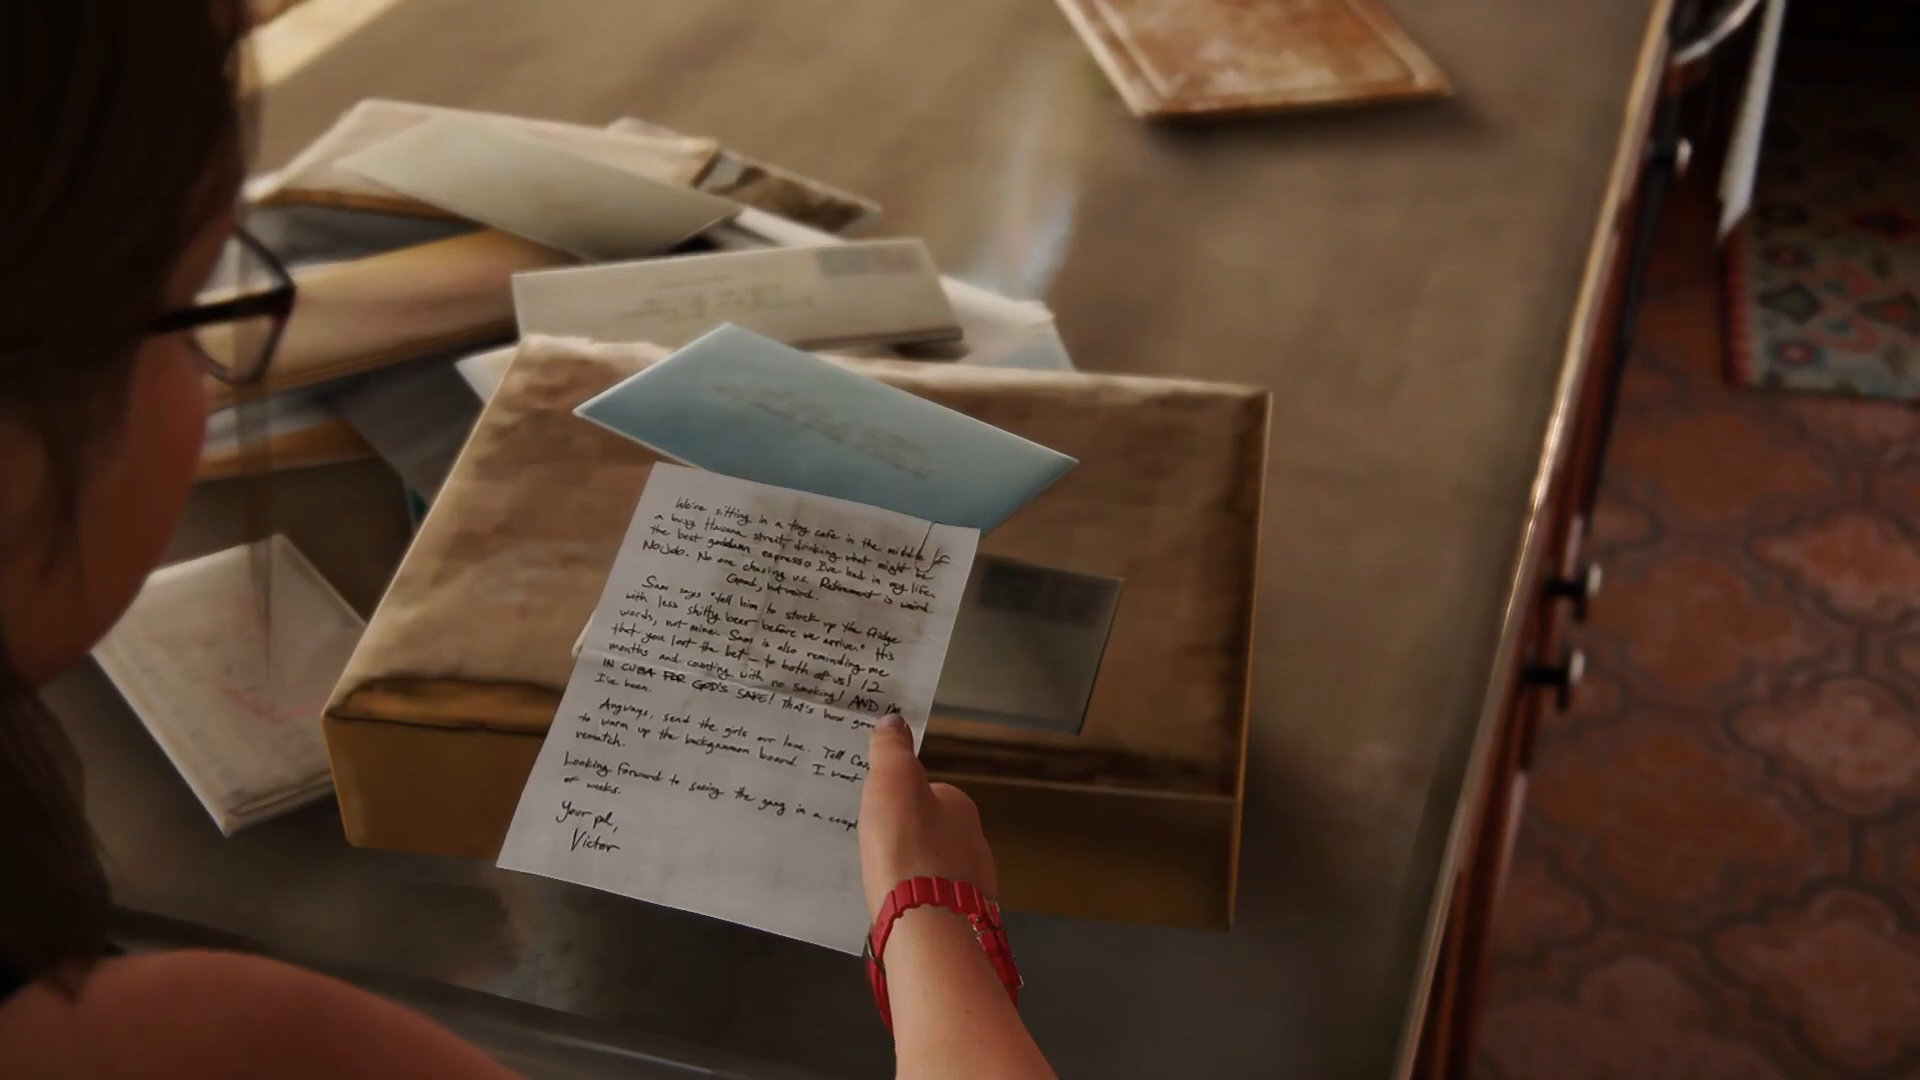 We're sitting in a tiny cafe in the middle of
a busy Havana street, drinking what might be
the best goddamn espresso I've had in my life.
No job. No one chasing us. Retirement is weird.
Good, but weird.
Sam says "tell him to stock up the fridge
with less shitty beer before we arrive." His
words, not mine. Sam is also reminding me
that you lost the bet – to both of us! 12
months and counting with no smoking! AND I'M
IN CUBA FOR GOD'S SAKE! That's how good
I've been.
Anyways, send the girls our love. Tell Cas
to warm up the backgammon board. I want
rematch.
Looking forward to seeing the gang in a coupl
of weeks.
Your pal,
Victor